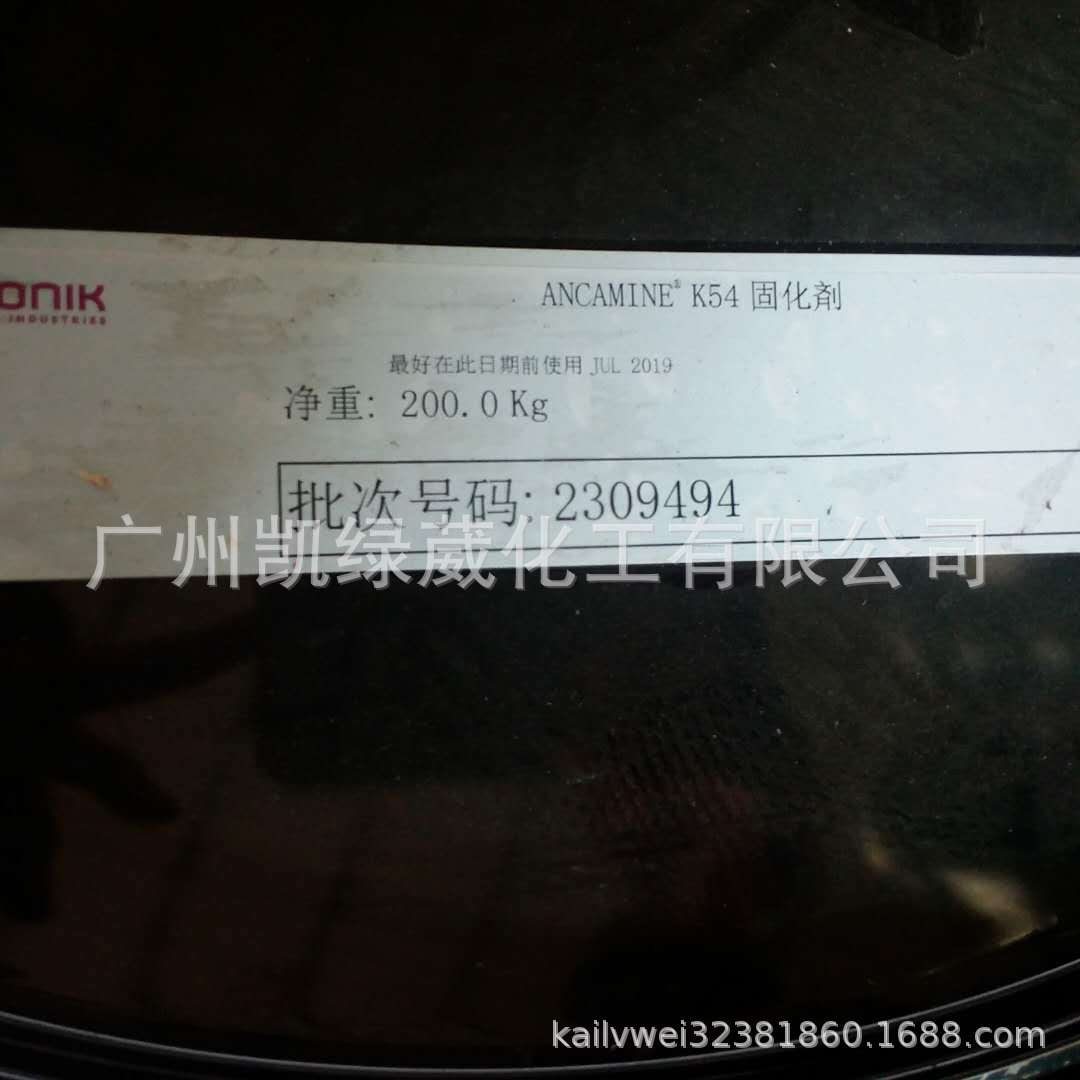 ONIK
INDUSTRIES
ANCAMINE® K54 固化剂
最好在此日期前使用 JUL 2019
净重: 200.0 Kg
批次号码: 2309494
广州凯绿葳化工有限公司
kailvwei32381860.1688.com